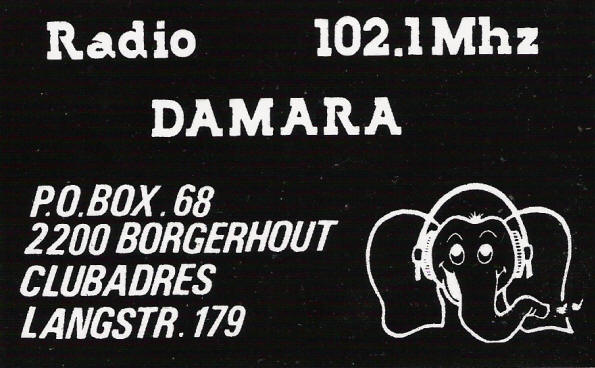 Radio 102.1Mhz
DAMARA
P.O.BOX.68
2200 BORGERHOUT
CLUBADRES
LANGSTR.179